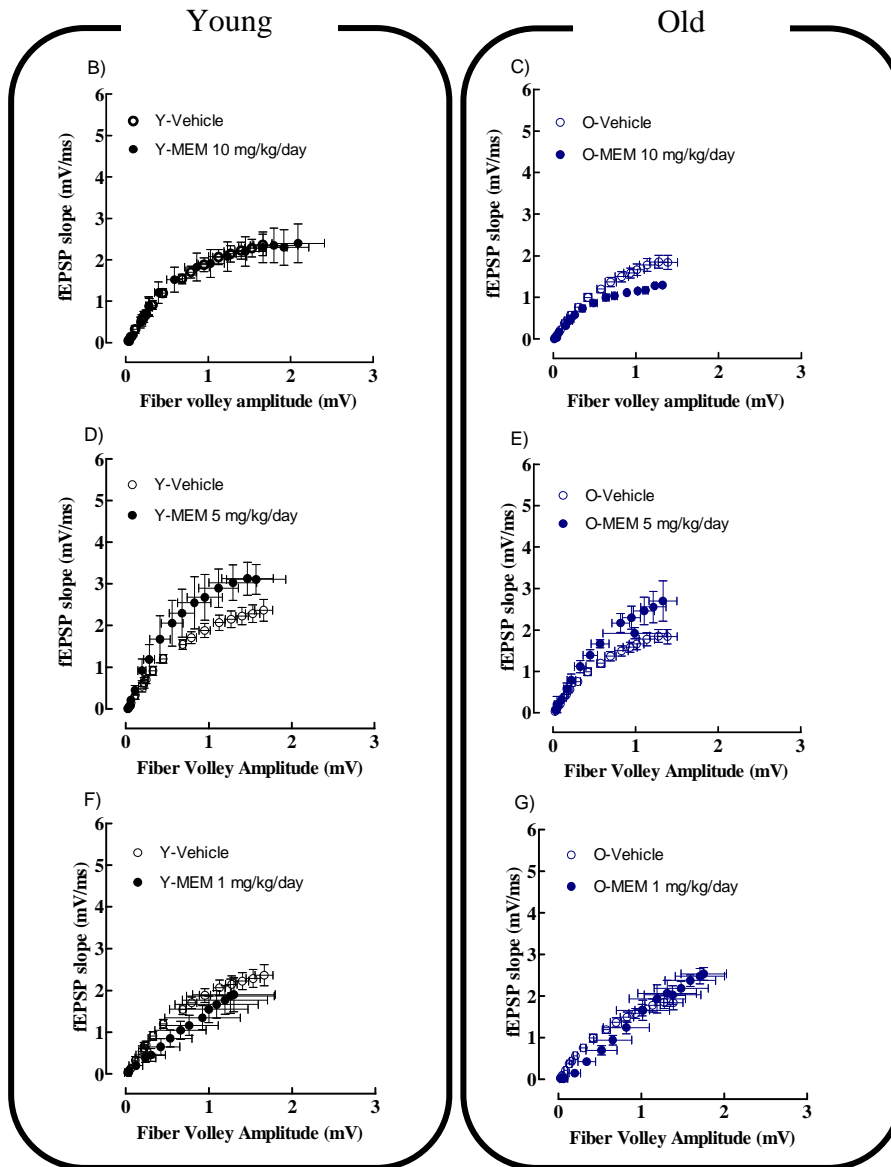 Young
B)
6
5
4
3
2
1
0
Y-Vehicle
Y-MEM 10 mg/kg/day
fEPSP slope (mV/ms)
0 1 2 3
Fiber volley amplitude (mV)
D)
6
5
4
3
2
1
0
Y-Vehicle
Y-MEM 5 mg/kg/day
fEPSP slope (mV/ms)
0 1 2 3
Fiber Volley Amplitude (mV)
F)
6
5
4
3
2
1
0
Y-Vehicle
Y-MEM 1 mg/kg/day
fEPSP slope (mV/ms)
0 1 2 3
Fiber Volley Amplitude (mV)
Old
C)
6
5
4
3
2
1
0
O-Vehicle
O-MEM 10 mg/kg/day
fEPSP slope (mV/ms)
0 1 2 3
Fiber volley amplitude (mV)
E)
6
5
4
3
2
1
0
O-Vehicle
O-MEM 5 mg/kg/day
fEPSP slope (mV/ms)
0 1 2 3
Fiber Volley Amplitude (mV)
G)
6
5
4
3
2
1
0
O-Vehicle
O-MEM 1 mg/kg/day
fEPSP slope (mV/ms)
0 1 2 3
Fiber Volley Amplitude (mV)